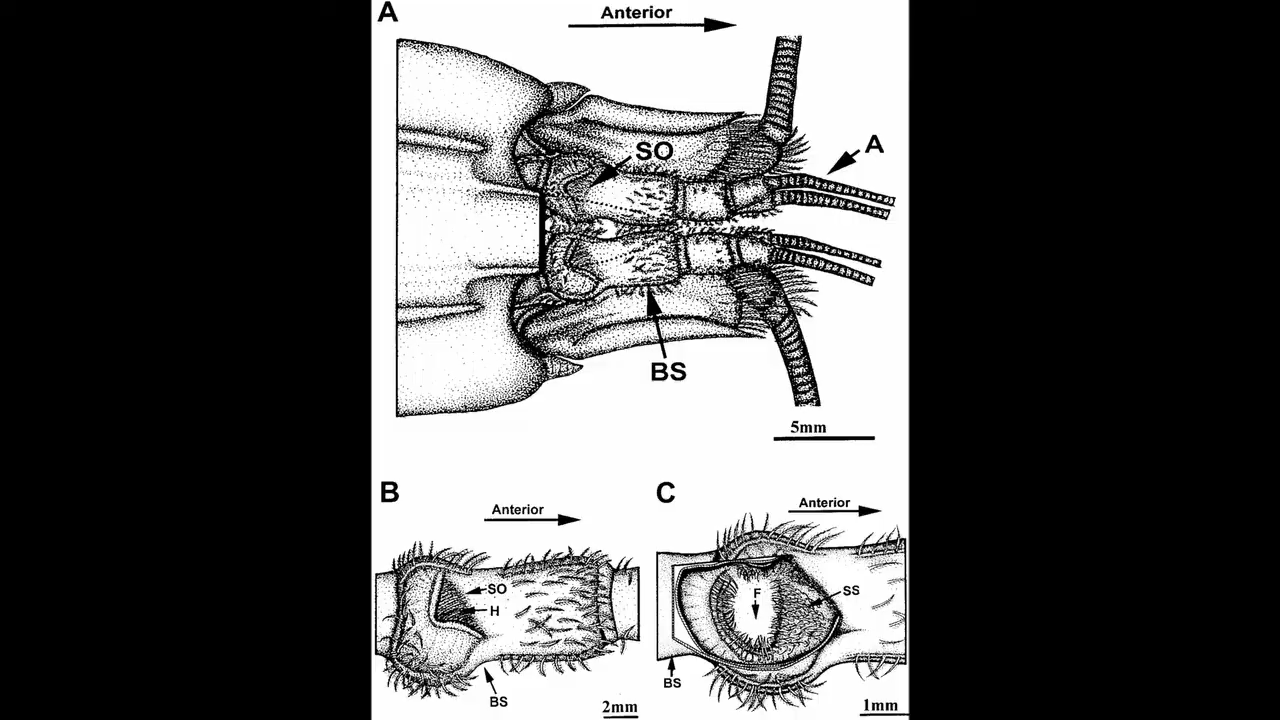 A
Anterior
SO
A
BS
5mm
B
Anterior
SO
H
BS
2mm
C
Anterior
F
SS
BS
1mm